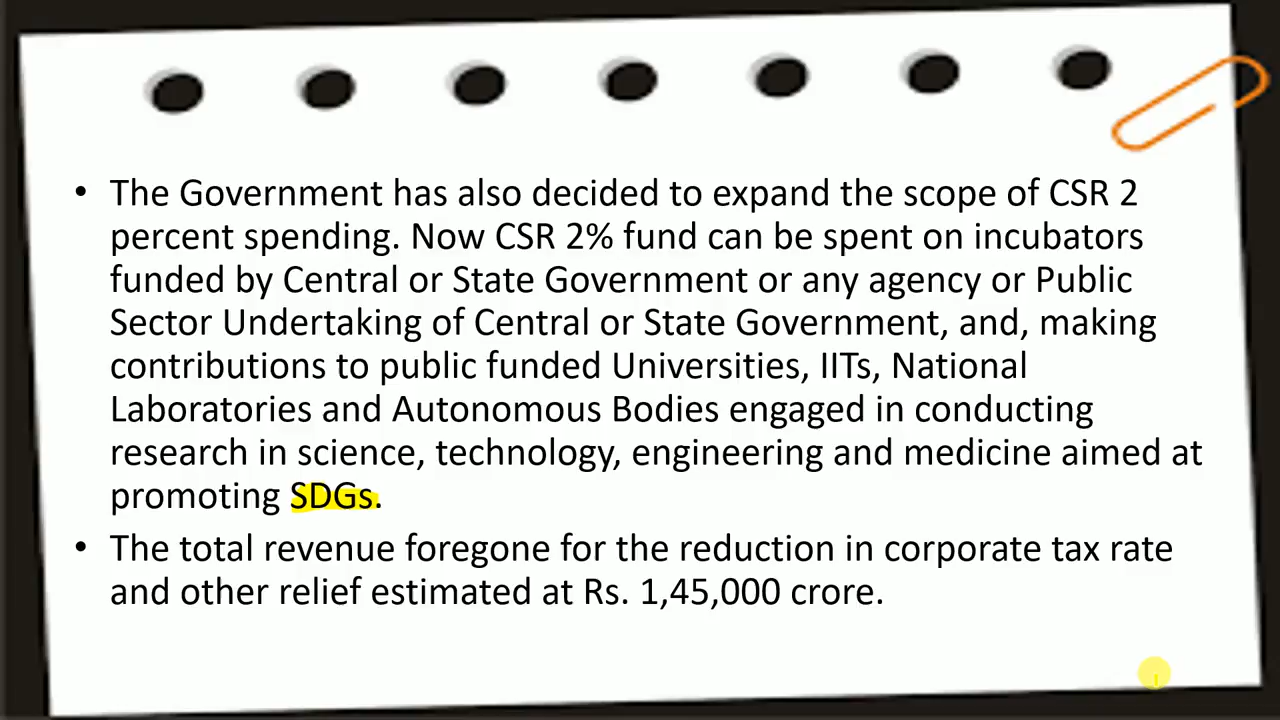 • The Government has also decided to expand the scope of CSR 2
percent spending. Now CSR 2% fund can be spent on incubators
funded by Central or State Government or any agency or Public
Sector Undertaking of Central or State Government, and, making
contributions to public funded Universities, IITs, National
Laboratories and Autonomous Bodies engaged in conducting
research in science, technology, engineering and medicine aimed at
promoting SDGs.
• The total revenue foregone for the reduction in corporate tax rate
and other relief estimated at Rs. 1,45,000 crore.